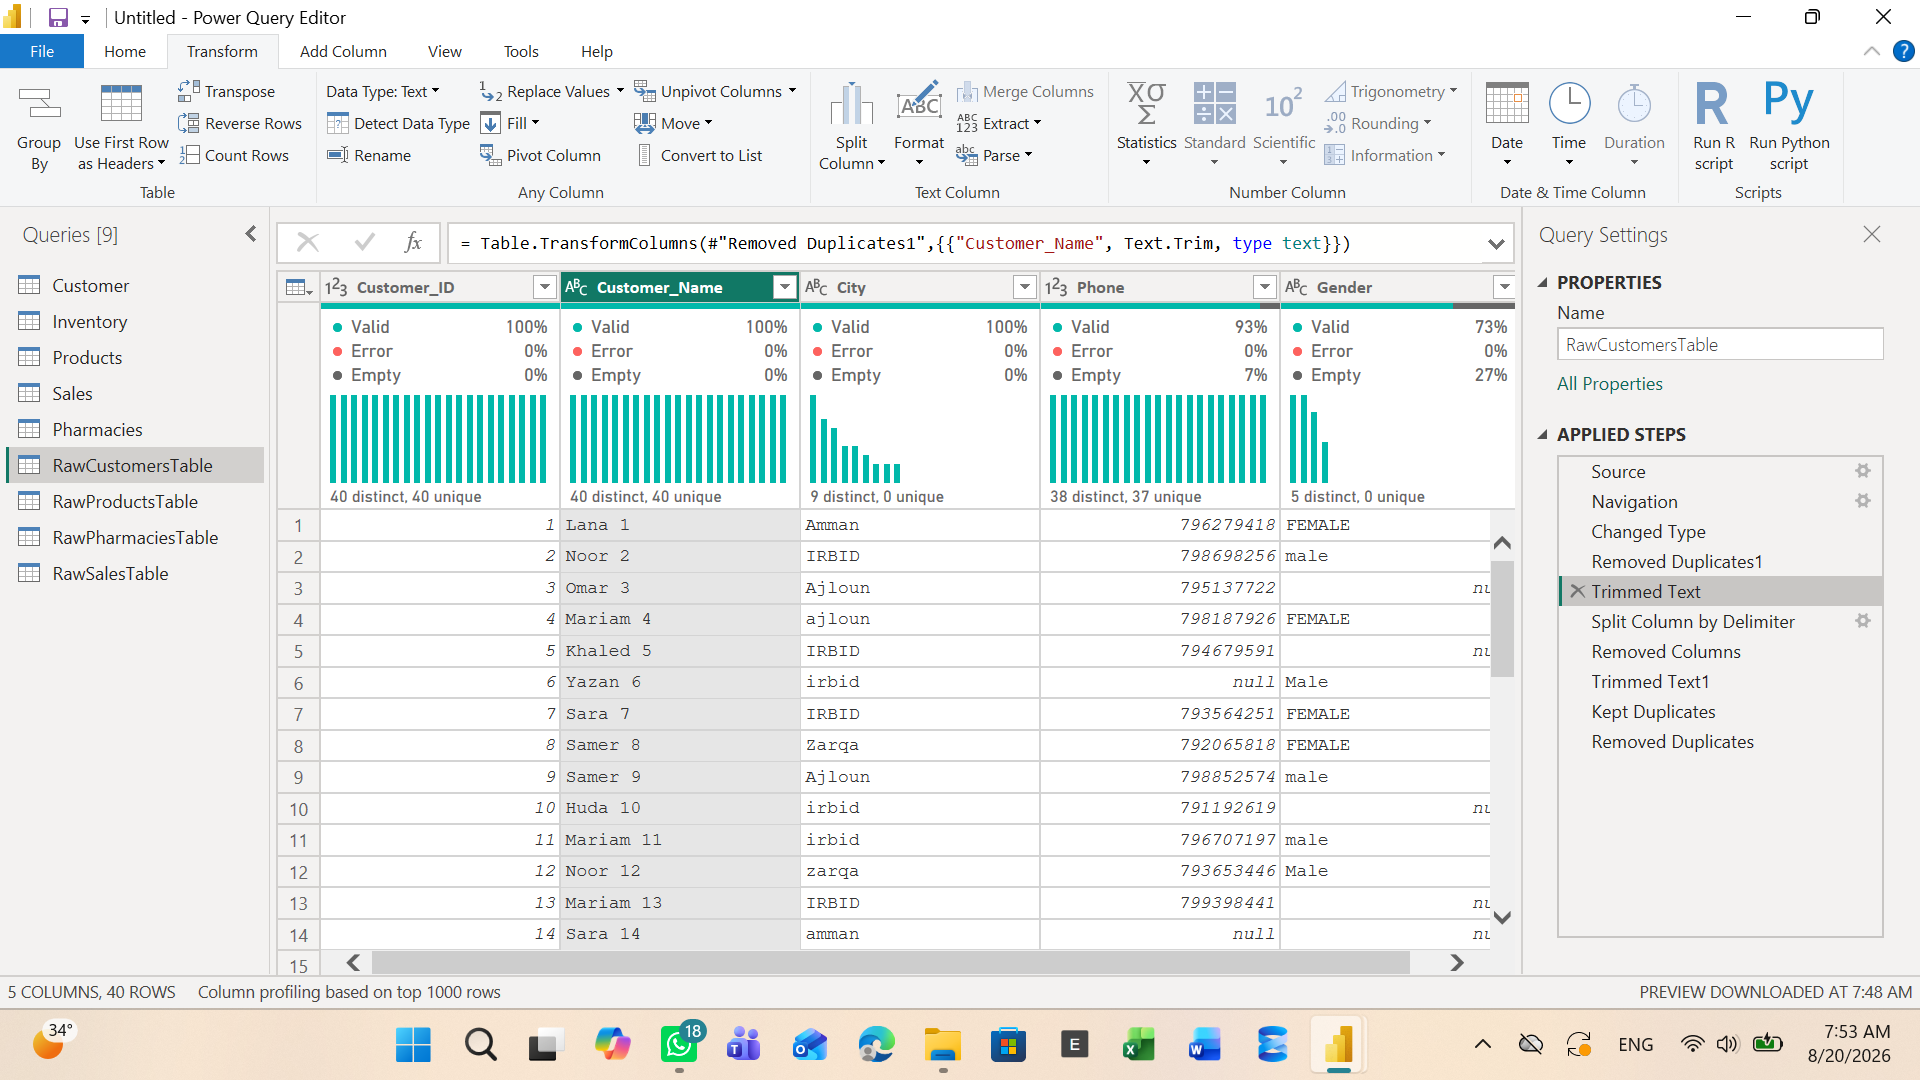 Untitled - Power Query Editor
File Home Transform Add Column View Tools Help
Group By
Use First Row as Headers
Transpose
Reverse Rows
Count Rows
Table
Data Type: Text
Detect Data Type
Rename
Replace Values
Fill
Pivot Column
Unpivot Columns
Move
Convert to List
Any Column
Split Column
Format
ABC
Merge Columns
Extract
Parse
Text Column
Statistics
Standard
Scientific
Trigonometry
Rounding
Information
Number Column
Date
Time
Duration
Date & Time Column
Run R script
Run Python script
Scripts
Queries [9]
Customer
Inventory
Products
Sales
Pharmacies
RawCustomersTable
RawProductsTable
RawPharmaciesTable
RawSalesTable
fx
= Table.TransformColumns(#"Removed Duplicates1",{{"Customer_Name", Text.Trim, type text}})
Customer_ID Customer_Name City Phone Gender
Valid 100% Valid 100% Valid 100% Valid 93% Valid 73%
Error 0% Error 0% Error 0% Error 0% Error 0%
Empty 0% Empty 0% Empty 0% Empty 7% Empty 27%
40 distinct, 40 unique 40 distinct, 40 unique 9 distinct, 0 unique 38 distinct, 37 unique 5 distinct, 0 unique
1 1 Lana 1 Amman 796279418 FEMALE
2 2 Noor 2 IRBID 798698256 male
3 3 Omar 3 Ajloun 795137722 nu
4 4 Mariam 4 ajloun 798187926 FEMALE
5 5 Khaled 5 IRBID 794679591 nu
6 6 Yazan 6 irbid null Male
7 7 Sara 7 IRBID 793564251 FEMALE
8 8 Samer 8 Zarqa 792065818 FEMALE
9 9 Samer 9 Ajloun 798852574 male
10 10 Huda 10 irbid 791192619 nu
11 11 Mariam 11 irbid 796707197 male
12 12 Noor 12 zarqa 793653446 Male
13 13 Mariam 13 IRBID 799398441 nu
14 14 Sara 14 amman null nu
15
Query Settings
PROPERTIES
Name
RawCustomersTable
All Properties
APPLIED STEPS
Source
Navigation
Changed Type
Removed Duplicates1
Trimmed Text
Split Column by Delimiter
Removed Columns
Trimmed Text1
Kept Duplicates
Removed Duplicates
5 COLUMNS, 40 ROWS Column profiling based on top 1000 rows
PREVIEW DOWNLOADED AT 7:48 AM
34°
18
ENG
7:53 AM
8/20/2026